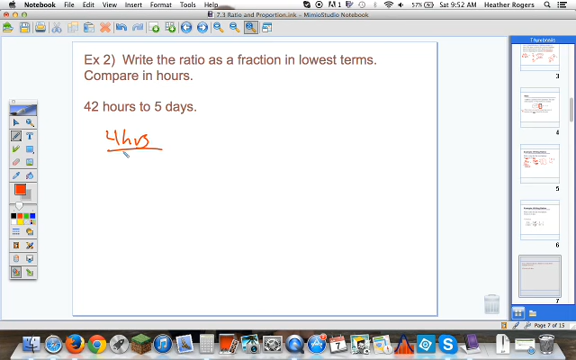 Notebook File Edit View Insert Format Tools Help 57% Sat 9:52 AM Heather Rogers
7.3 Ratio and Proportion.ink - MimioStudio Notebook
Ex 2) Write the ratio as a fraction in lowest terms.
Compare in hours.
42 hours to 5 days.
4hrs
Thumbnails
3
4
5
6
7
Page 7 of 15